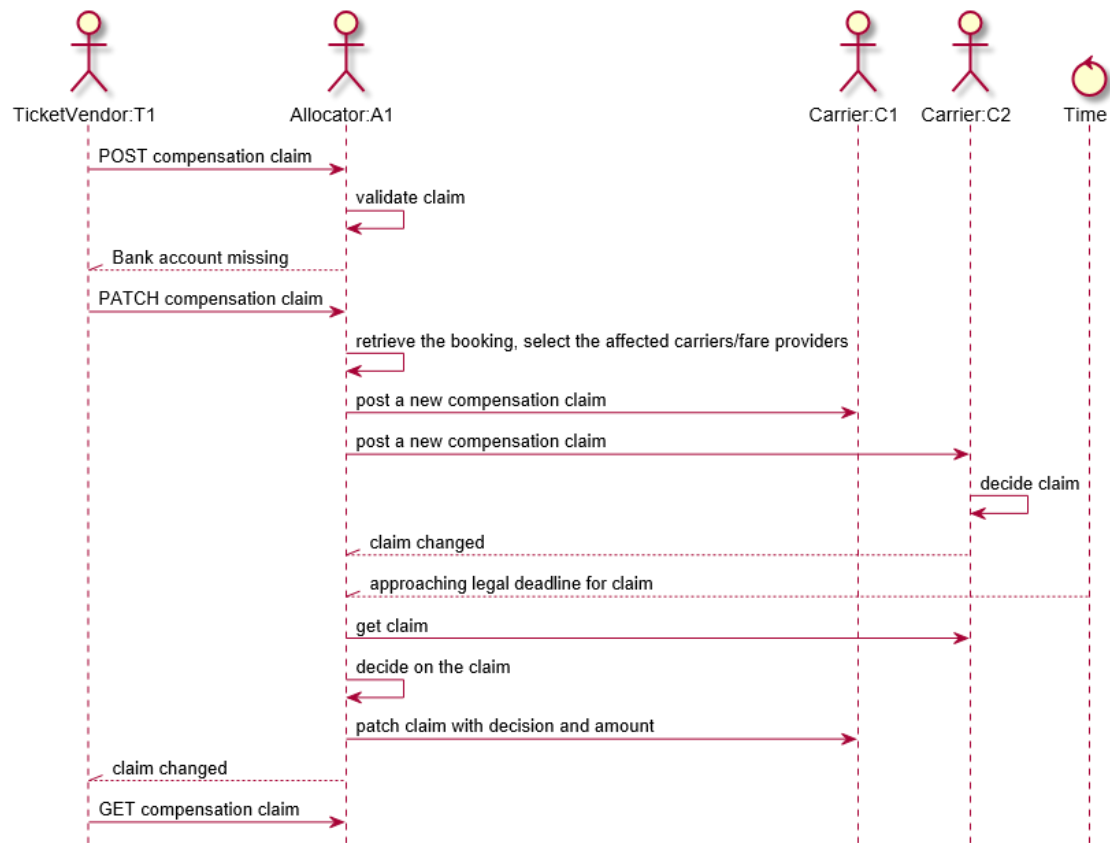 TicketVendor:T1
Allocator:A1
Carrier:C1
Carrier:C2
Time
POST compensation claim
validate claim
Bank account missing
PATCH compensation claim
retrieve the booking, select the affected carriers/fare providers
post a new compensation claim
post a new compensation claim
decide claim
claim changed
approaching legal deadline for claim
get claim
decide on the claim
patch claim with decision and amount
claim changed
GET compensation claim